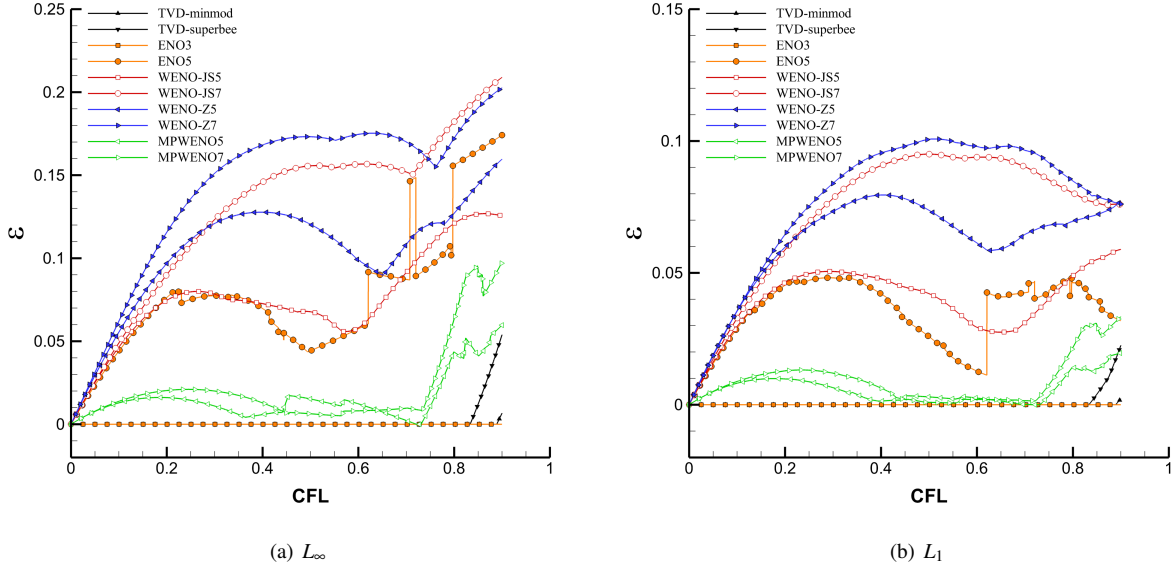 TVD-minmod
TVD-superbee
ENO3
ENO5
WENO-JS5
WENO-JS7
WENO-Z5
WENO-Z7
MPWENO5
MPWENO7
0.25
0.2
0.15
0.1
0.05
0
ε
0
0.2
0.4
0.6
0.8
1
CFL
(a) L∞
TVD-minmod
TVD-superbee
ENO3
ENO5
WENO-JS5
WENO-JS7
WENO-Z5
WENO-Z7
MPWENO5
MPWENO7
0.15
0.1
0.05
0
ε
0
0.2
0.4
0.6
0.8
1
CFL
(b) L1